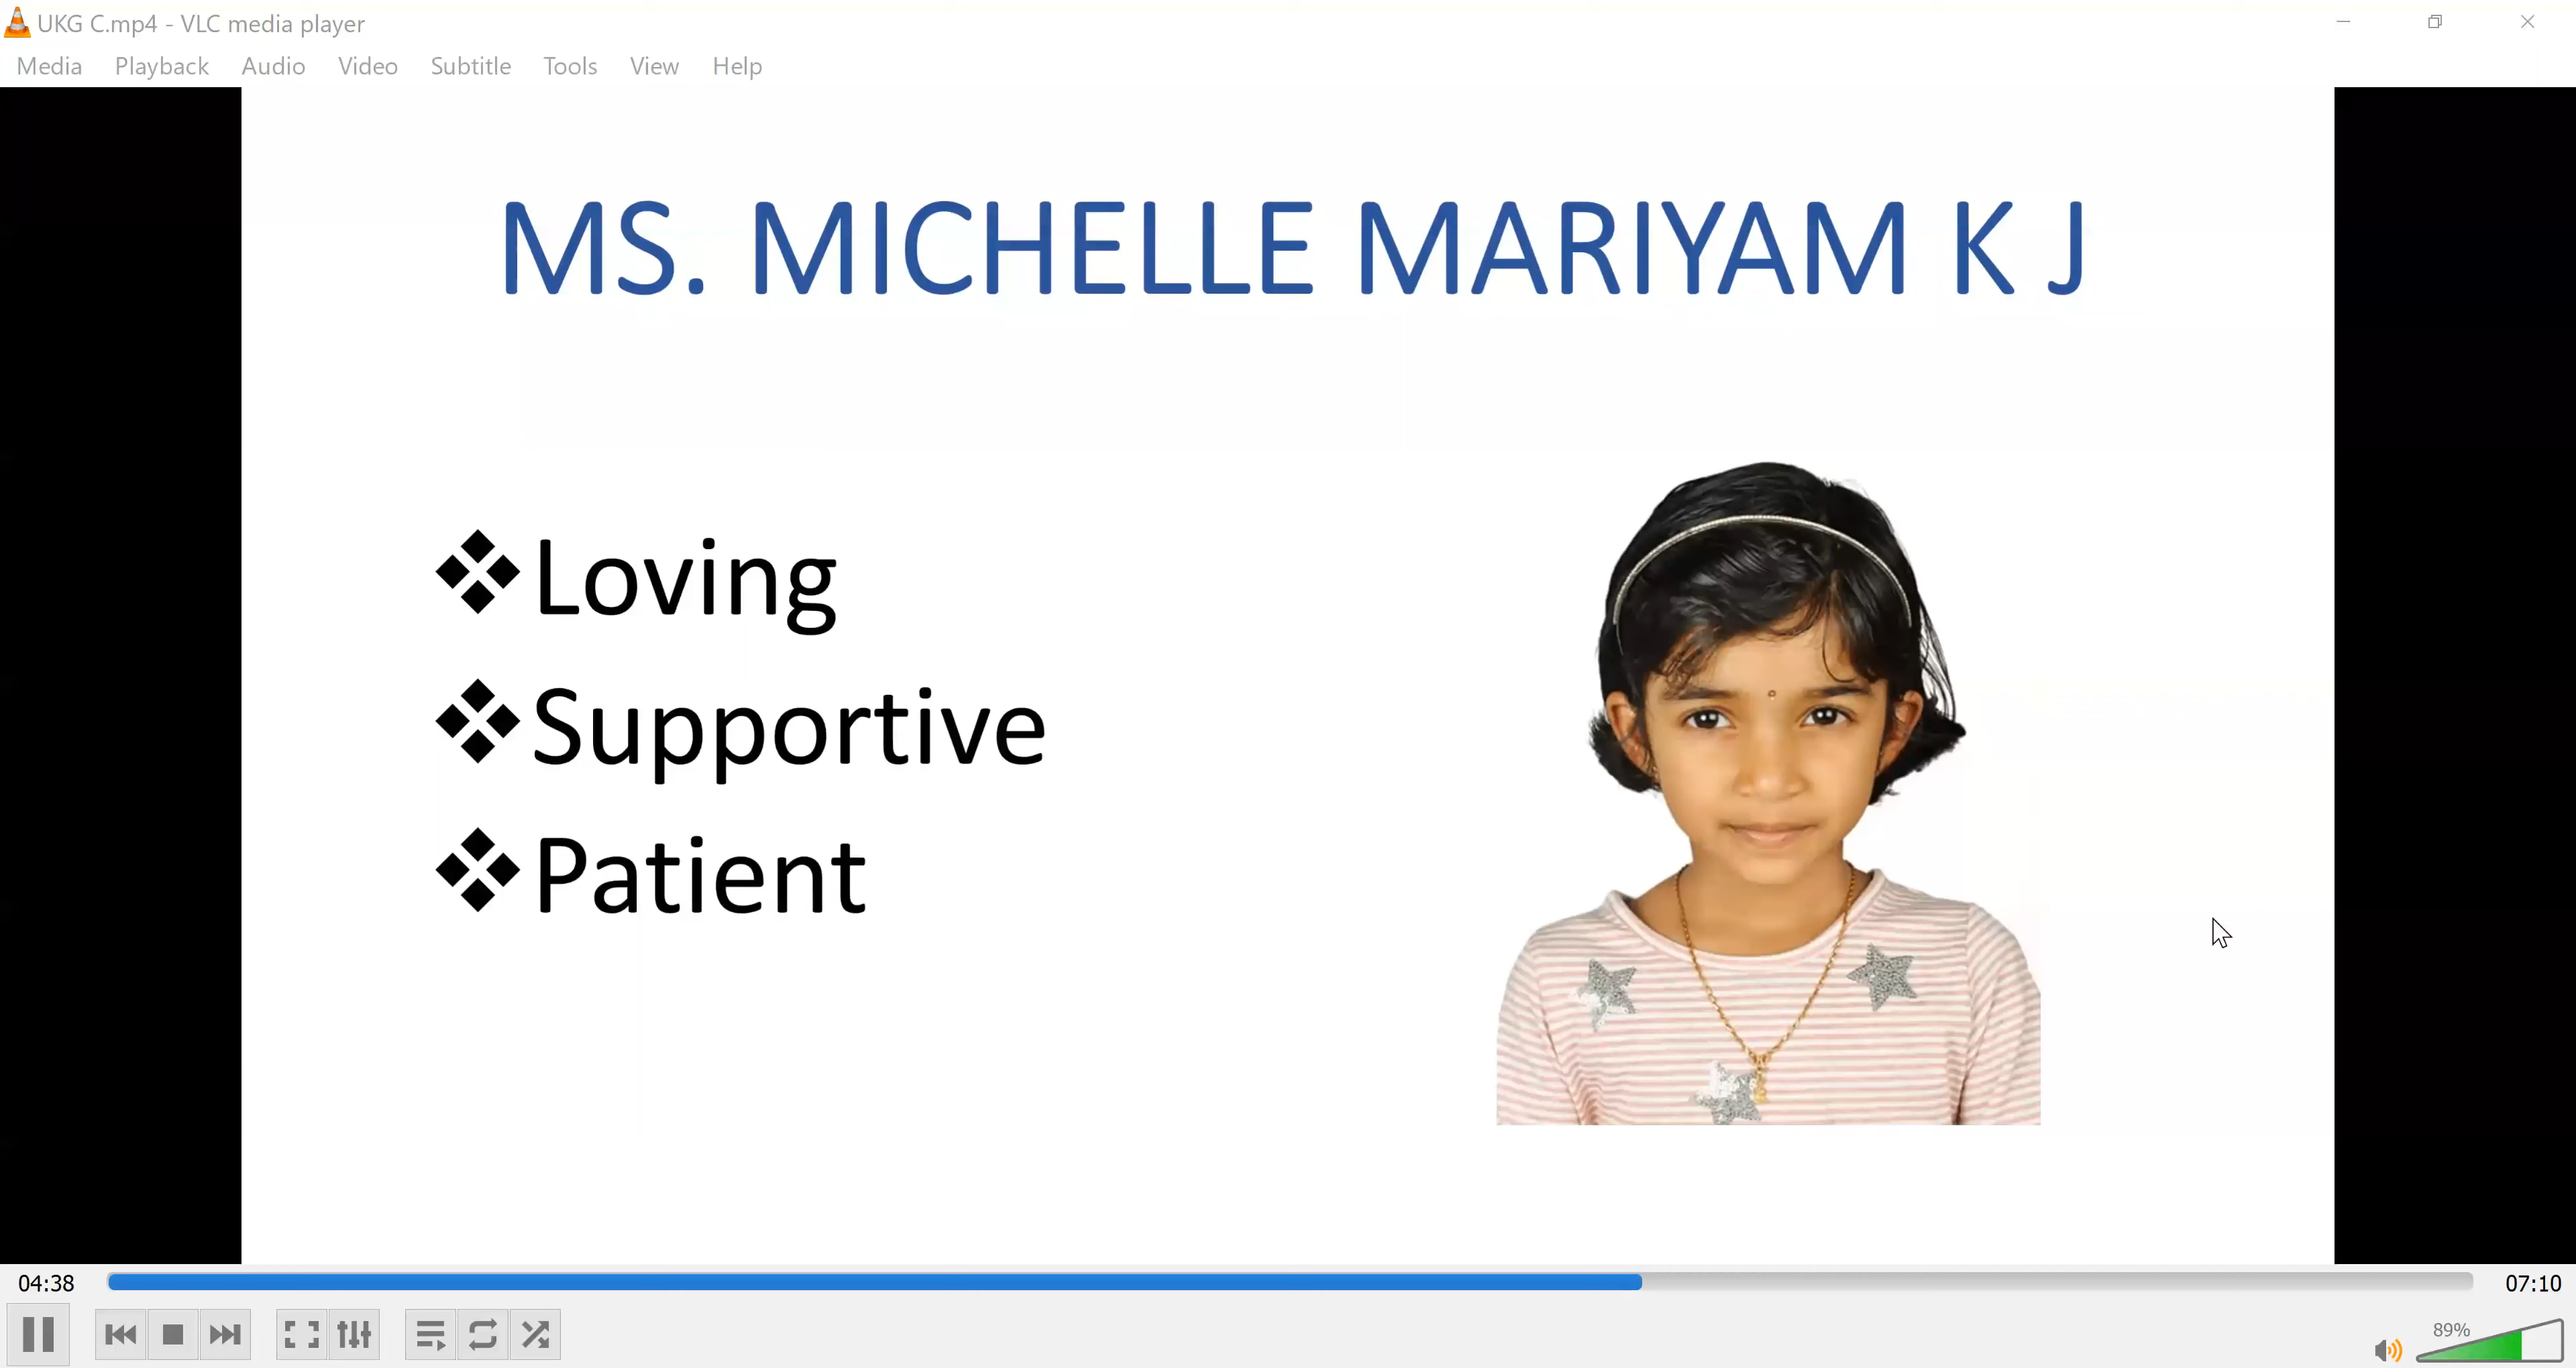 UKG C.mp4 - VLC media player
Media Playback Audio Video Subtitle Tools View Help
MS. MICHELLE MARIYAM K J
Loving
Supportive
Patient
04:38
07:10
89%